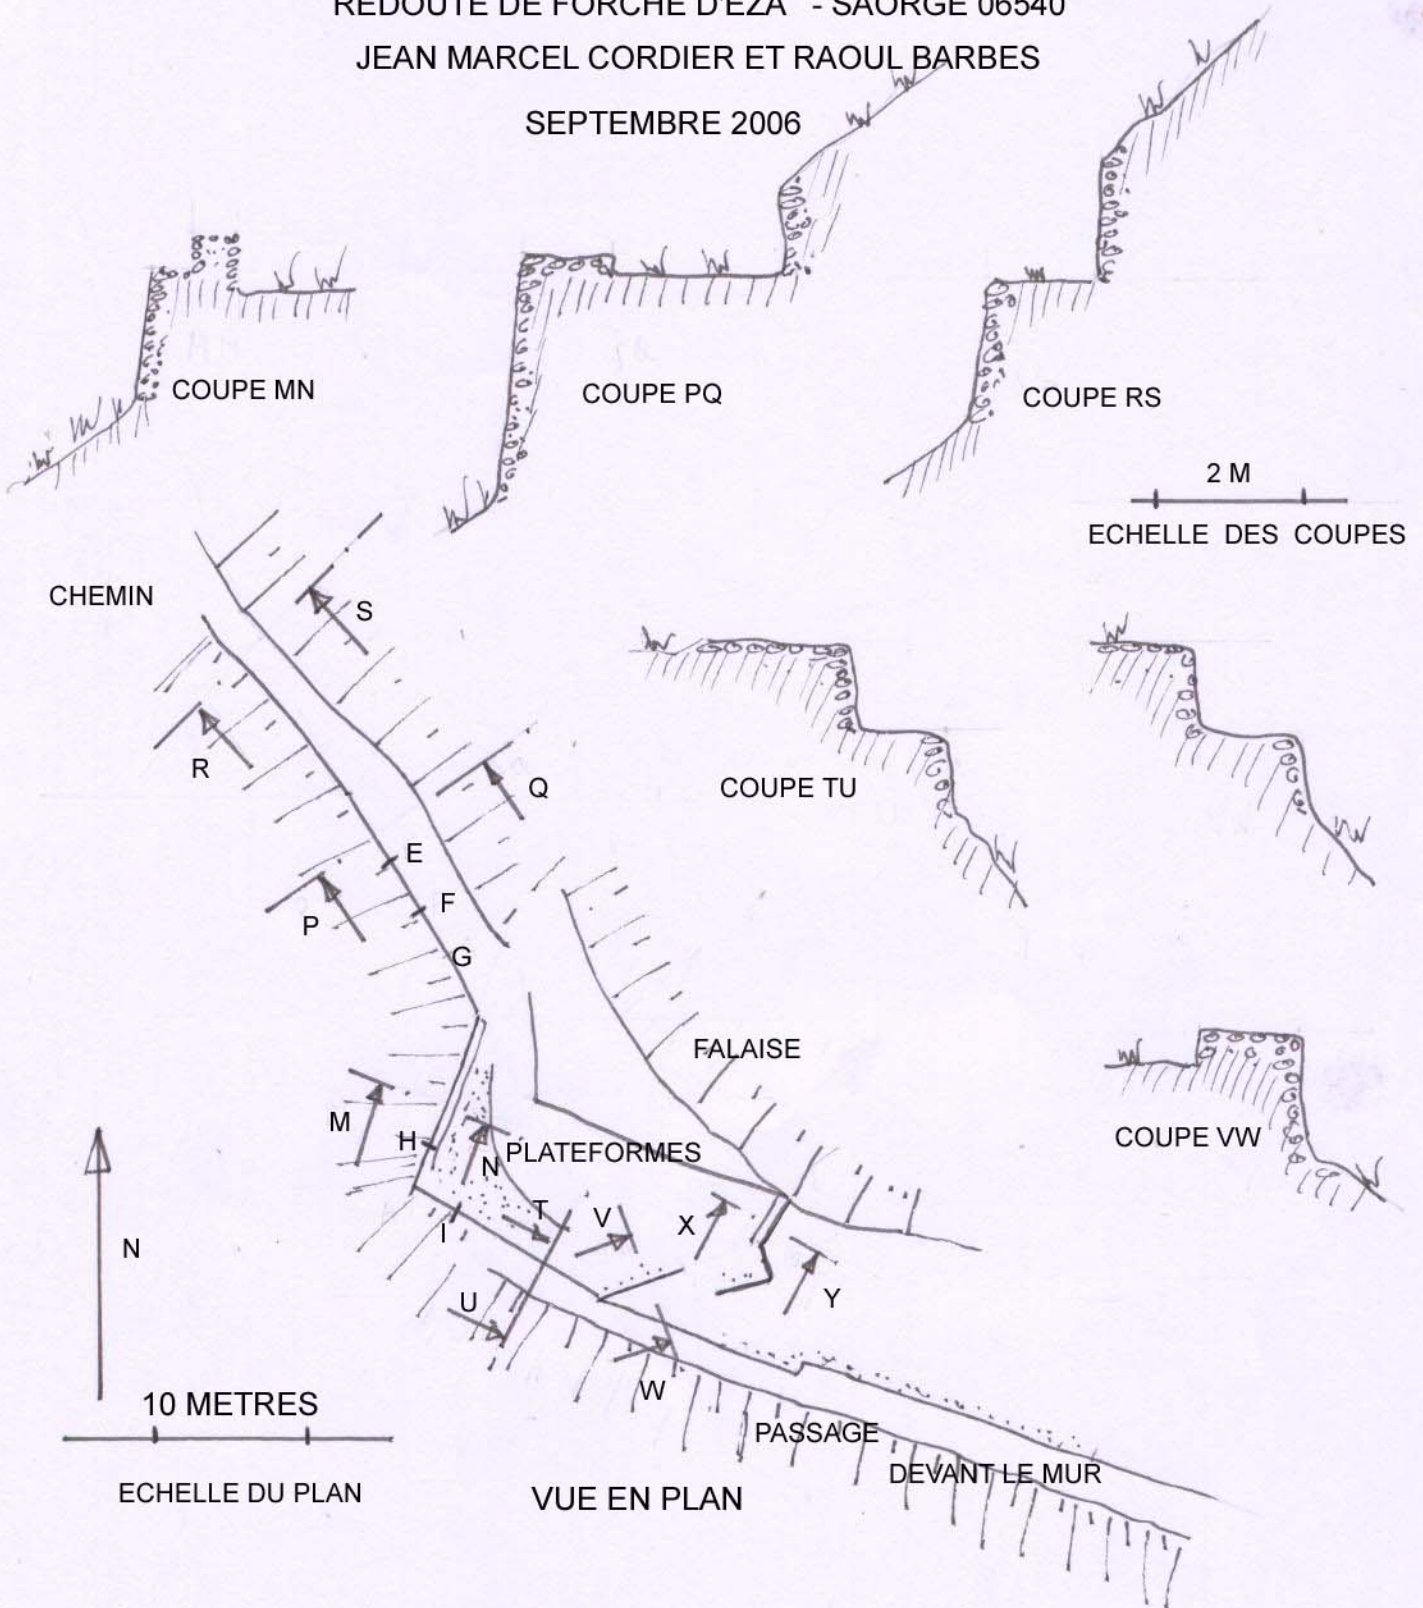 REDOUTE DE FORCHE D'EZA - SAORGE 06540
JEAN MARCEL CORDIER ET RAOUL BARBES
SEPTEMBRE 2006
COUPE MN
COUPE PQ
COUPE RS
2 M
ECHELLE DES COUPES
CHEMIN
S
R
Q
COUPE TU
E
F
P
G
FALAISE
M
H
N
PLATEFORMES
COUPE VW
T
V
X
I
N
U
Y
W
10 METRES
ECHELLE DU PLAN
PASSAGE
DEVANT LE MUR
VUE EN PLAN